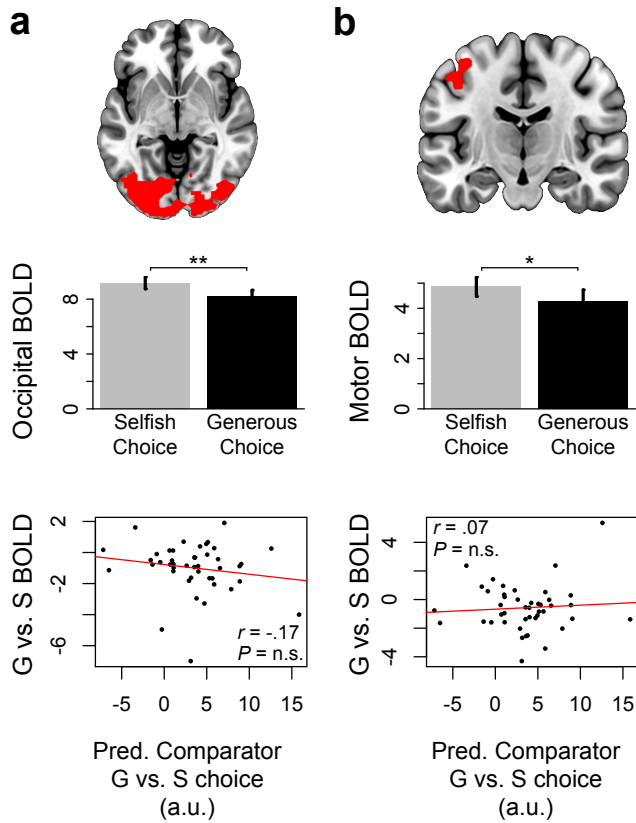 a
b
**
*
Occipital BOLD
8
4
0
Selfish
Choice
Generous
Choice
Motor BOLD
4
2
0
Selfish
Choice
Generous
Choice
G vs. S BOLD
2
-2
-6
r = -.17
P = n.s.
-5 0 5 10 15
Pred. Comparator
G vs. S choice
(a.u.)
G vs. S BOLD
4
0
-4
r = .07
P = n.s.
-5 0 5 10 15
Pred. Comparator
G vs. S choice
(a.u.)